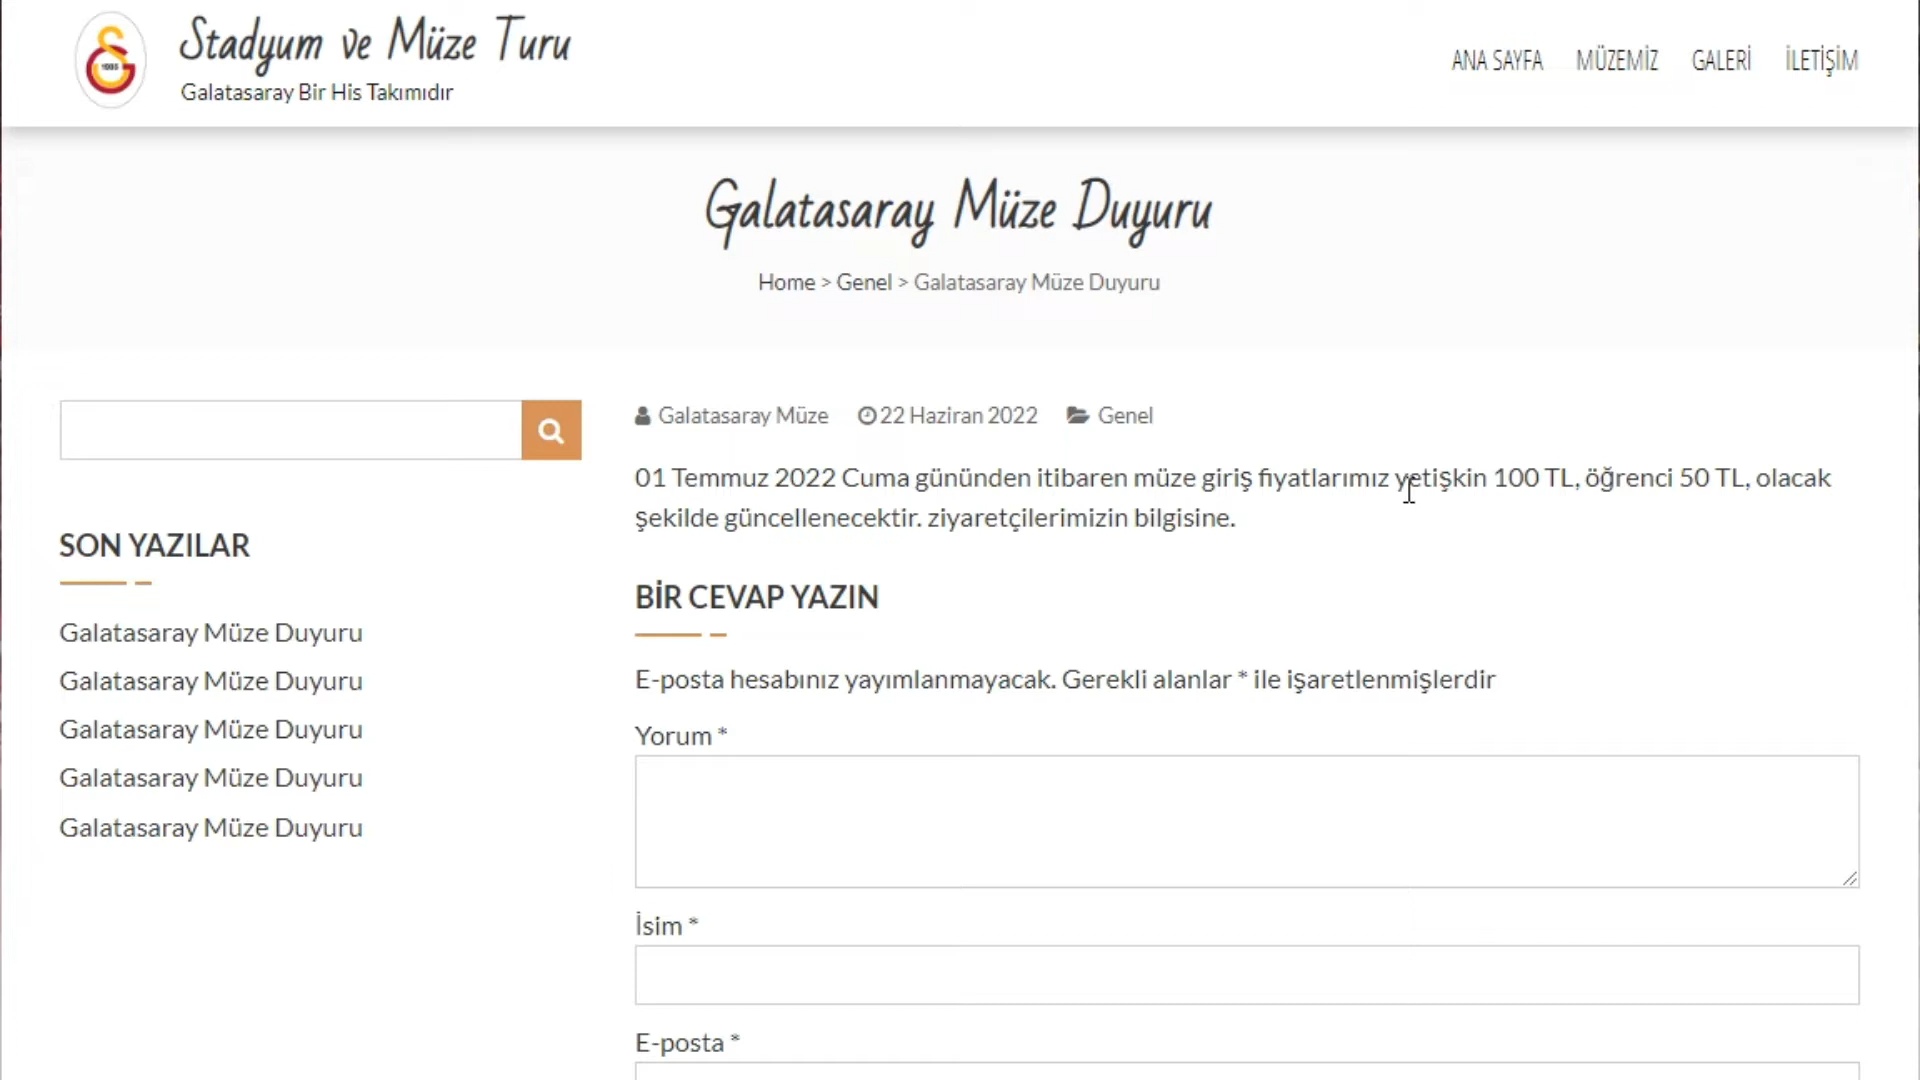 Stadyum ve Müze Turu
Galatasaray Bir His Takımıdır
ANA SAYFA MÜZEMİZ GALERİ İLETİŞİM
Galatasaray Müze Duyuru
Home > Genel > Galatasaray Müze Duyuru
Galatasaray Müze 22 Haziran 2022 Genel
01 Temmuz 2022 Cuma gününden itibaren müze giriş fiyatlarımız yetişkin 100 TL, öğrenci 50 TL, olacak
şekilde güncellenecektir. ziyaretçilerimizin bilgisine.
SON YAZILAR
Galatasaray Müze Duyuru
Galatasaray Müze Duyuru
Galatasaray Müze Duyuru
Galatasaray Müze Duyuru
Galatasaray Müze Duyuru
BİR CEVAP YAZIN
E-posta hesabınız yayımlanmayacak. Gerekli alanlar * ile işaretlenmişlerdir
Yorum *
İsim *
E-posta *